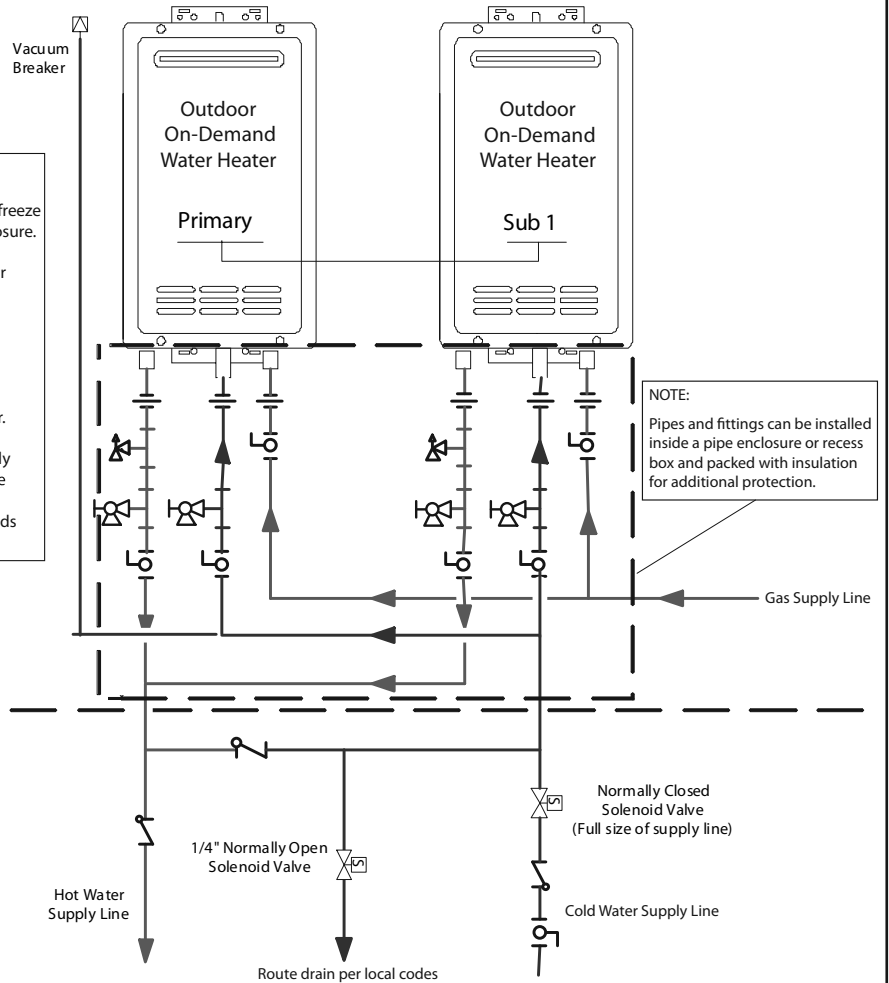 Vacuum
Breaker
Outdoor
On-Demand
Water Heater
Primary
Outdoor
On-Demand
Water Heater
Sub 1
freeze
NOTE:
Pipes and fittings can be installed
inside a pipe enclosure or recess
box and packed with insulation
for additional protection.
Gas Supply Line
Normally Closed
Solenoid Valve
(Full size of supply line)
S
1/4" Normally Open
Solenoid Valve
S
Hot Water
Supply Line
Cold Water Supply Line
Route drain per local codes